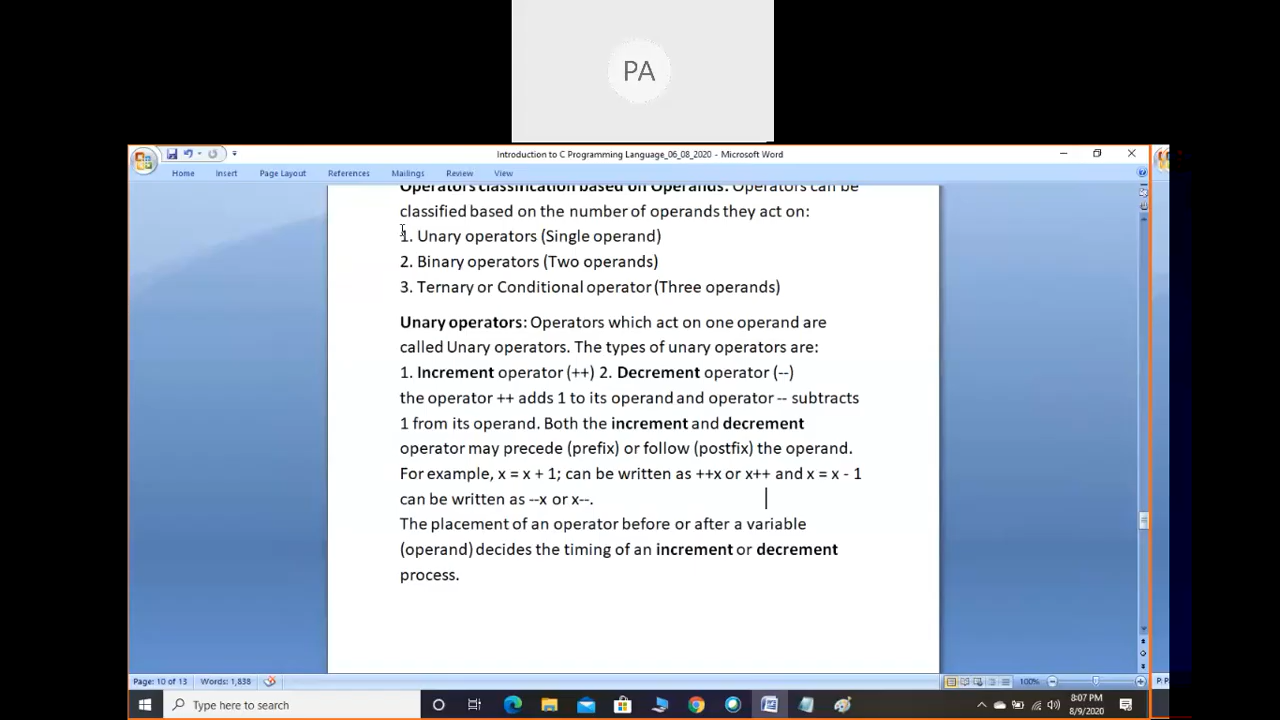 PA
Introduction to C Programming Language_06_08_2020 - Microsoft Word
Home Insert Page Layout References Mailings Review View
Operators classification based on Operands: Operators can be
classified based on the number of operands they act on:
1. Unary operators (Single operand)
2. Binary operators (Two operands)
3. Ternary or Conditional operator (Three operands)
Unary operators: Operators which act on one operand are
called Unary operators. The types of unary operators are:
1. Increment operator (++) 2. Decrement operator (--)
the operator ++ adds 1 to its operand and operator -- subtracts
1 from its operand. Both the increment and decrement
operator may precede (prefix) or follow (postfix) the operand.
For example, x = x + 1; can be written as ++x or x++ and x = x - 1
can be written as --x or x--.
The placement of an operator before or after a variable
(operand) decides the timing of an increment or decrement
process.
Page: 10 of 13 Words: 1,838 100%
Type here to search
8:07 PM
8/9/2020